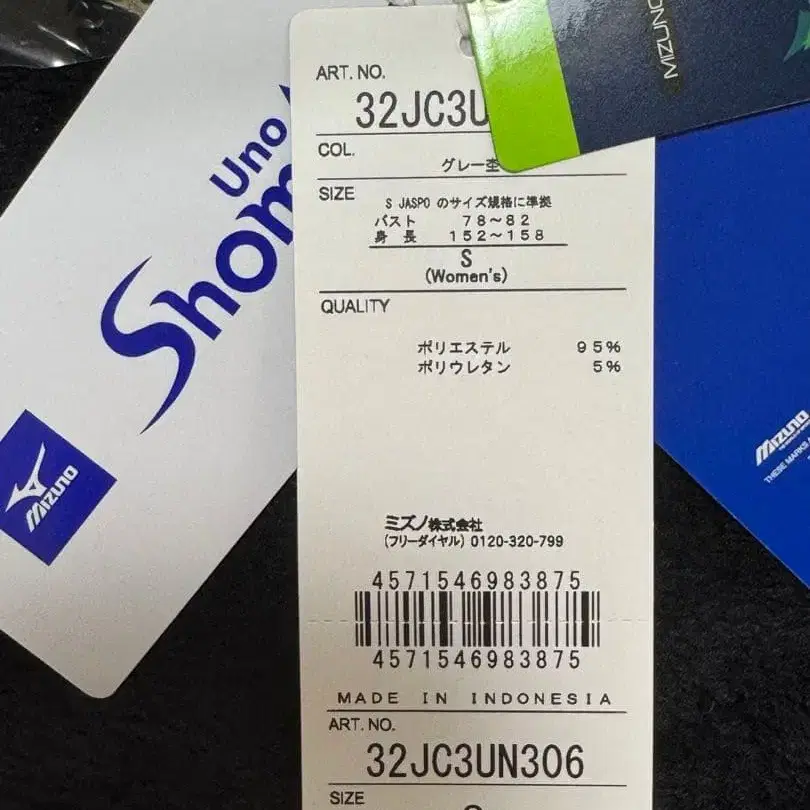 MIZUNO
Uno
MIZUNO
ART. NO.
32JC3U
COL.
グレー杢
SIZE
S JASPO のサイズ規格に準拠
バスト 78~82
身長 152~158
S
(Women's)
QUALITY
ポリエステル 95%
ポリウレタン 5%
ミズノ株式会社
(フリーダイヤル) 0120-320-799
4571546983875
4571546983875
MADE IN INDONESIA
ART. NO.
32JC3UN306
SIZE
MIZUNO
THESE MARKS